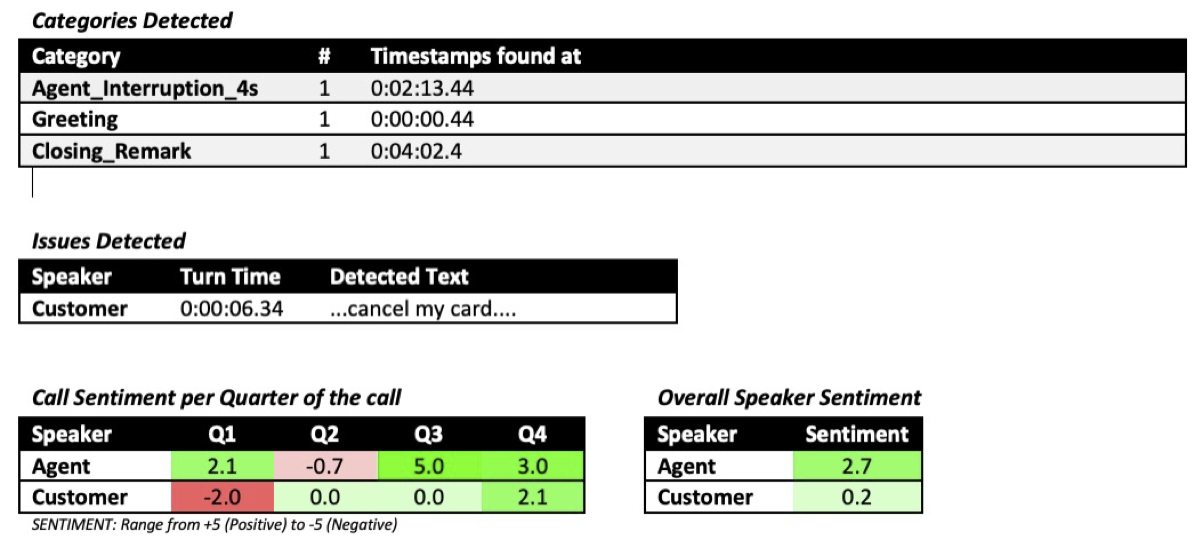 Categories Detected
Category # Timestamps found at
Agent_Interruption_4s 1 0:02:13.44
Greeting 1 0:00:00.44
Closing_Remark 1 0:04:02.4
Issues Detected
Speaker Turn Time Detected Text
Customer 0:00:06.34 ...cancel my card....
Call Sentiment per Quarter of the call
Speaker Q1 Q2 Q3 Q4
Agent 2.1 -0.7 5.0 3.0
Customer -2.0 0.0 0.0 2.1
SENTIMENT: Range from +5 (Positive) to -5 (Negative)
Overall Speaker Sentiment
Speaker Sentiment
Agent 2.7
Customer 0.2